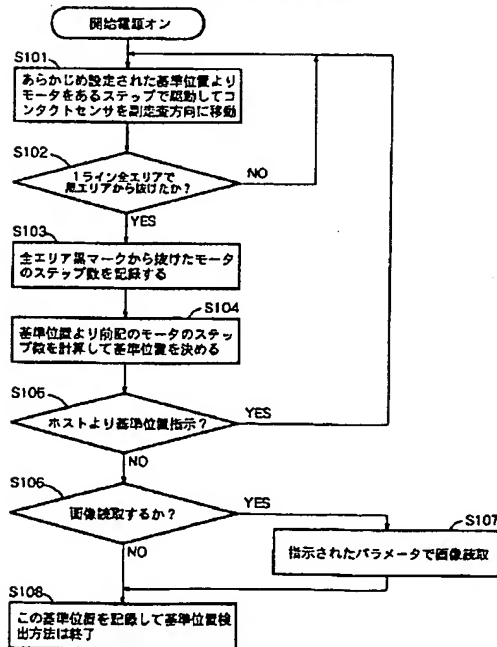 開始電源オン
S101
あらかじめ設定された基準位置より
モータをあるステップで駆動してコ
ンタクトセンサを副走査方向に移動
S102
1ライン全エリアで
黒エリアから抜けたか？
NO
YES
S103
全エリア黒マークから抜けたモータ
のステップ数を記録する
S104
基準位置より前記のモータのステッ
プ数を計算して基準位置を決める
S105
ホストより基準位置指示？
YES
NO
S106
画像読取するか？
YES
NO
S107
指示されたパラメータで画像読取
S108
この基準位置を記録して基準位置検
出方法は終了